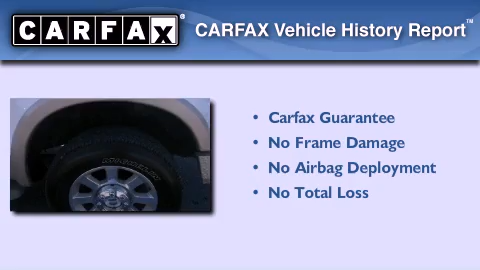 CARFAX® CARFAX Vehicle History Report™
• Carfax Guarantee
• No Frame Damage
• No Airbag Deployment
• No Total Loss